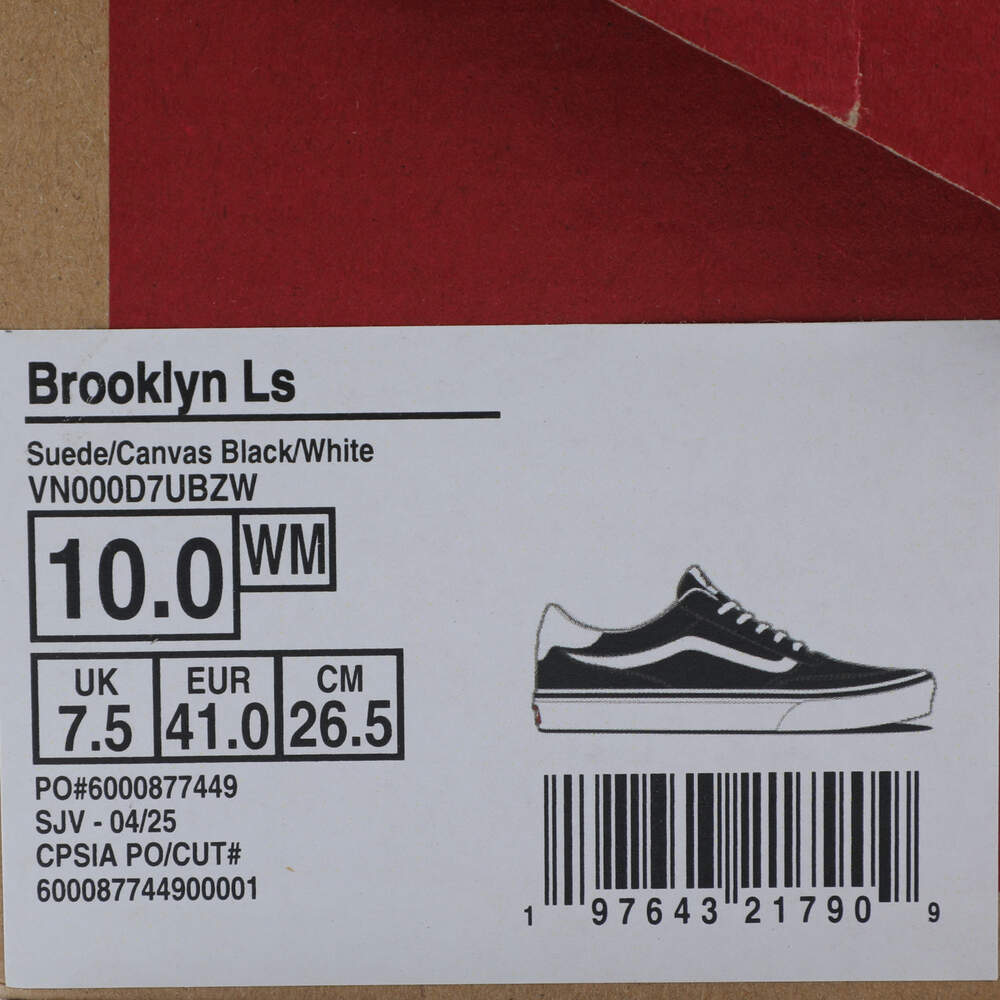 Brooklyn Ls
Suede/Canvas Black/White
VN000D7UBZW
10.0 WM
UK EUR CM
7.5 41.0 26.5
PO#6000877449
SJV - 04/25
CPSIA PO/CUT#
600087744900001
1 97643 21790 9